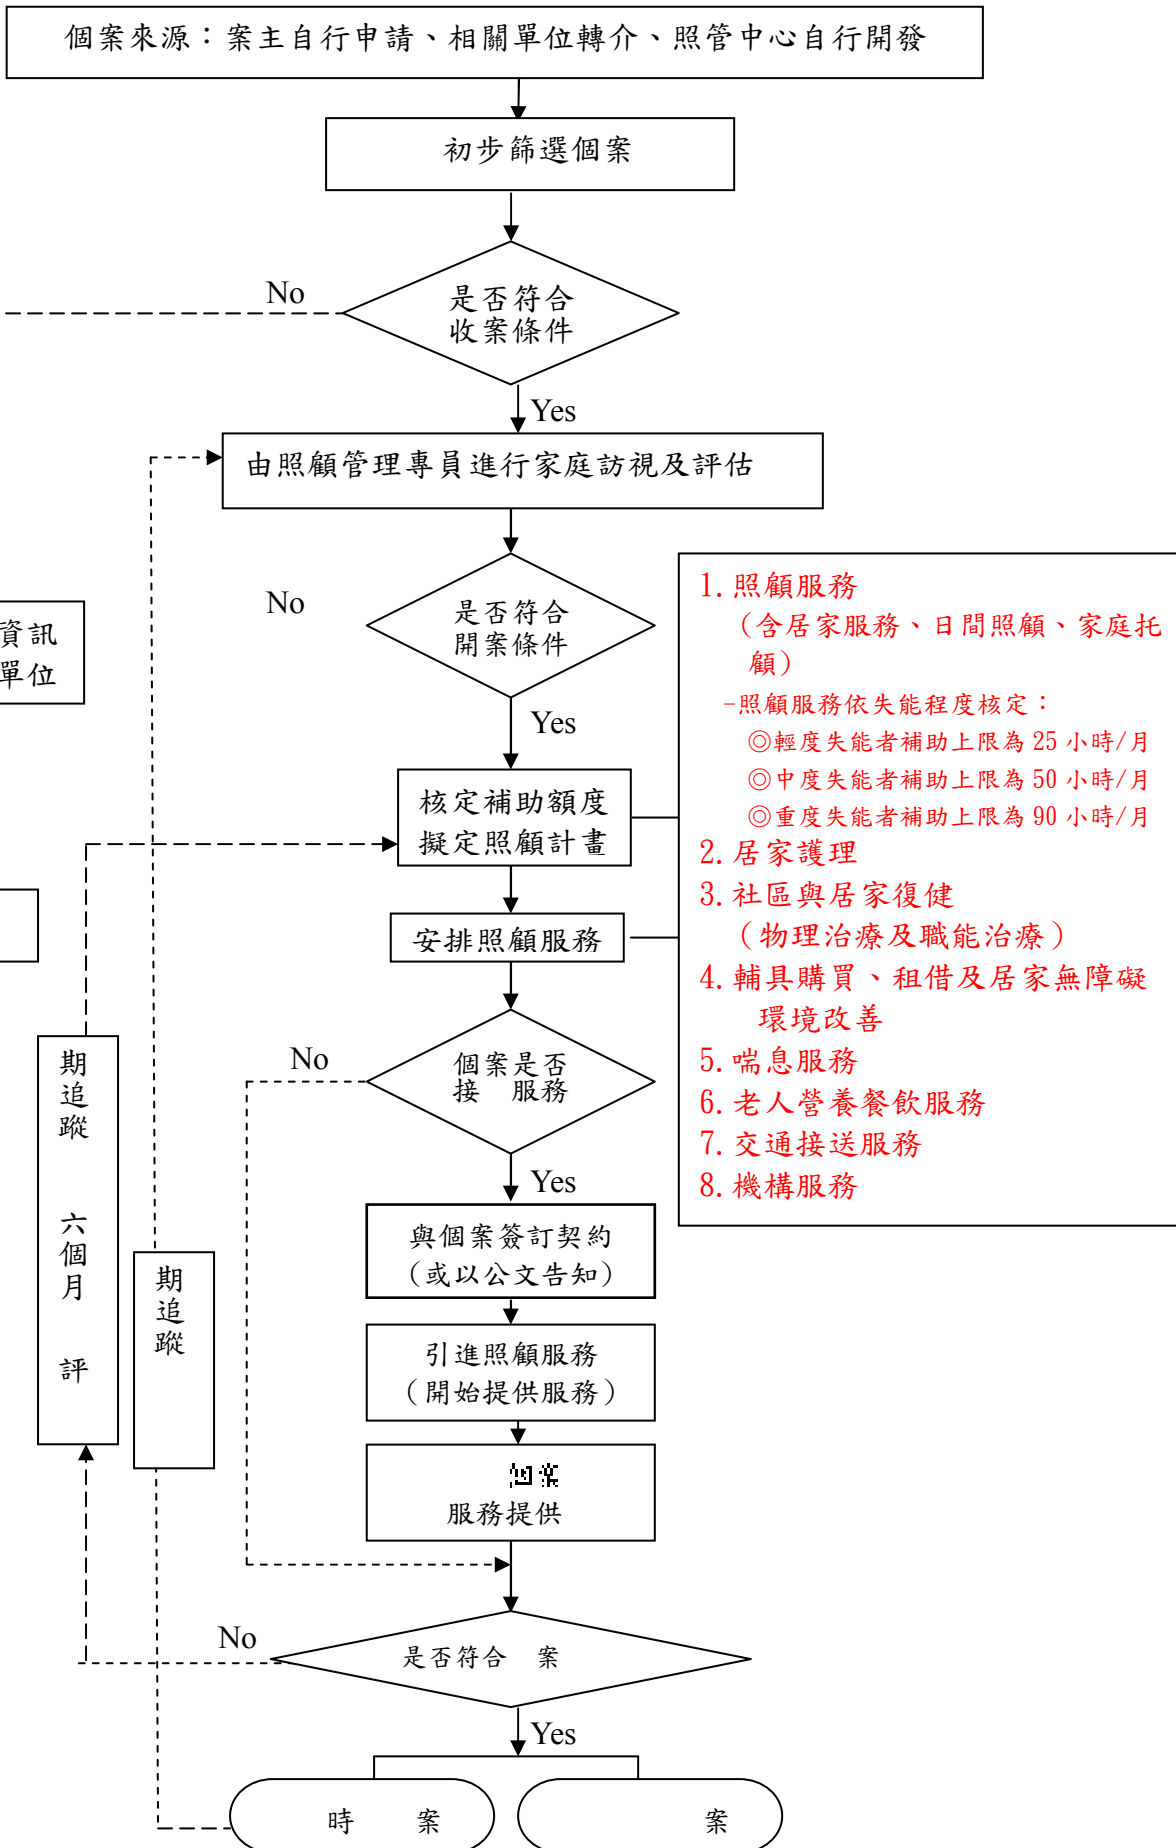 個案來源：案主自行申請、相關單位轉介、照管中心自行開發
初步篩選個案
No
是否符合
收案條件
Yes
由照顧管理專員進行家庭訪視及評估
No
是否符合
開案條件
Yes
資訊
單位
核定補助額度
擬定照顧計畫
安排照顧服務
1.照顧服務
（含居家服務、日間照顧、家庭托
顧）
-照顧服務依失能程度核定：
◎輕度失能者補助上限為 25 小時/月
◎中度失能者補助上限為 50 小時/月
◎重度失能者補助上限為 90 小時/月
2.居家護理
3.社區與居家復健
（物理治療及職能治療）
4.輔具購買、租借及居家無障礙
環境改善
5.喘息服務
6.老人營養餐飲服務
7.交通接送服務
8.機構服務
No
個案是否
接 服務
Yes
期追蹤 六個月 評
期追蹤
與個案簽訂契約
（或以公文告知）
引進照顧服務
（開始提供服務）
個案
服務提供
No
是否符合 案
Yes
時 案
案